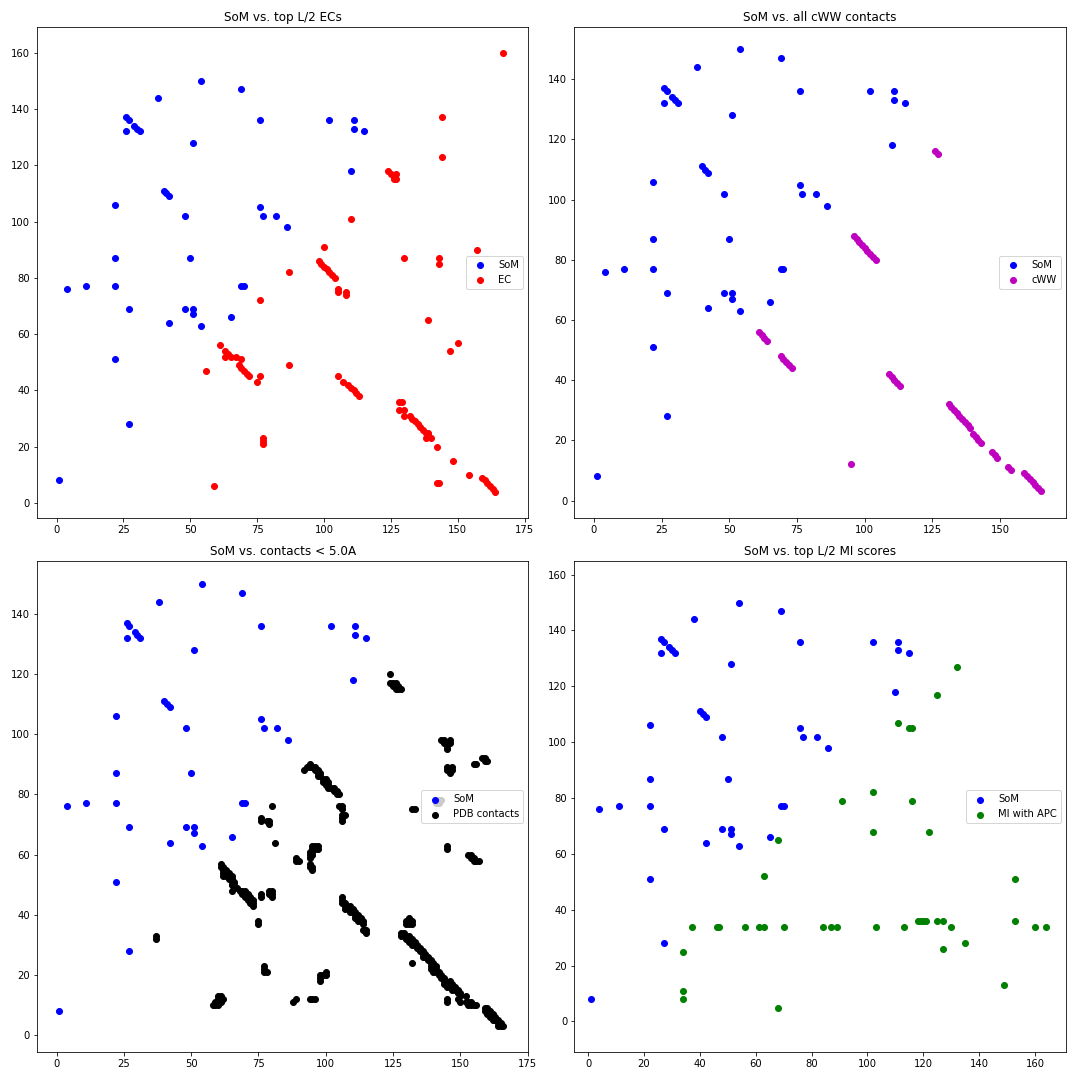 SoM vs. top L/2 ECs
160
140
120
100
80
60
40
20
0
SoM
EC
0 25 50 75 100 125 150 175
SoM vs. all cWW contacts
140
120
100
80
60
40
20
0
SoM
cWW
0 25 50 75 100 125 150
SoM vs. contacts < 5.0A
140
120
100
80
60
40
20
0
SoM
PDB contacts
0 25 50 75 100 125 150 175
SoM vs. top L/2 MI scores
160
140
120
100
80
60
40
20
0
SoM
MI with APC
0 20 40 60 80 100 120 140 160